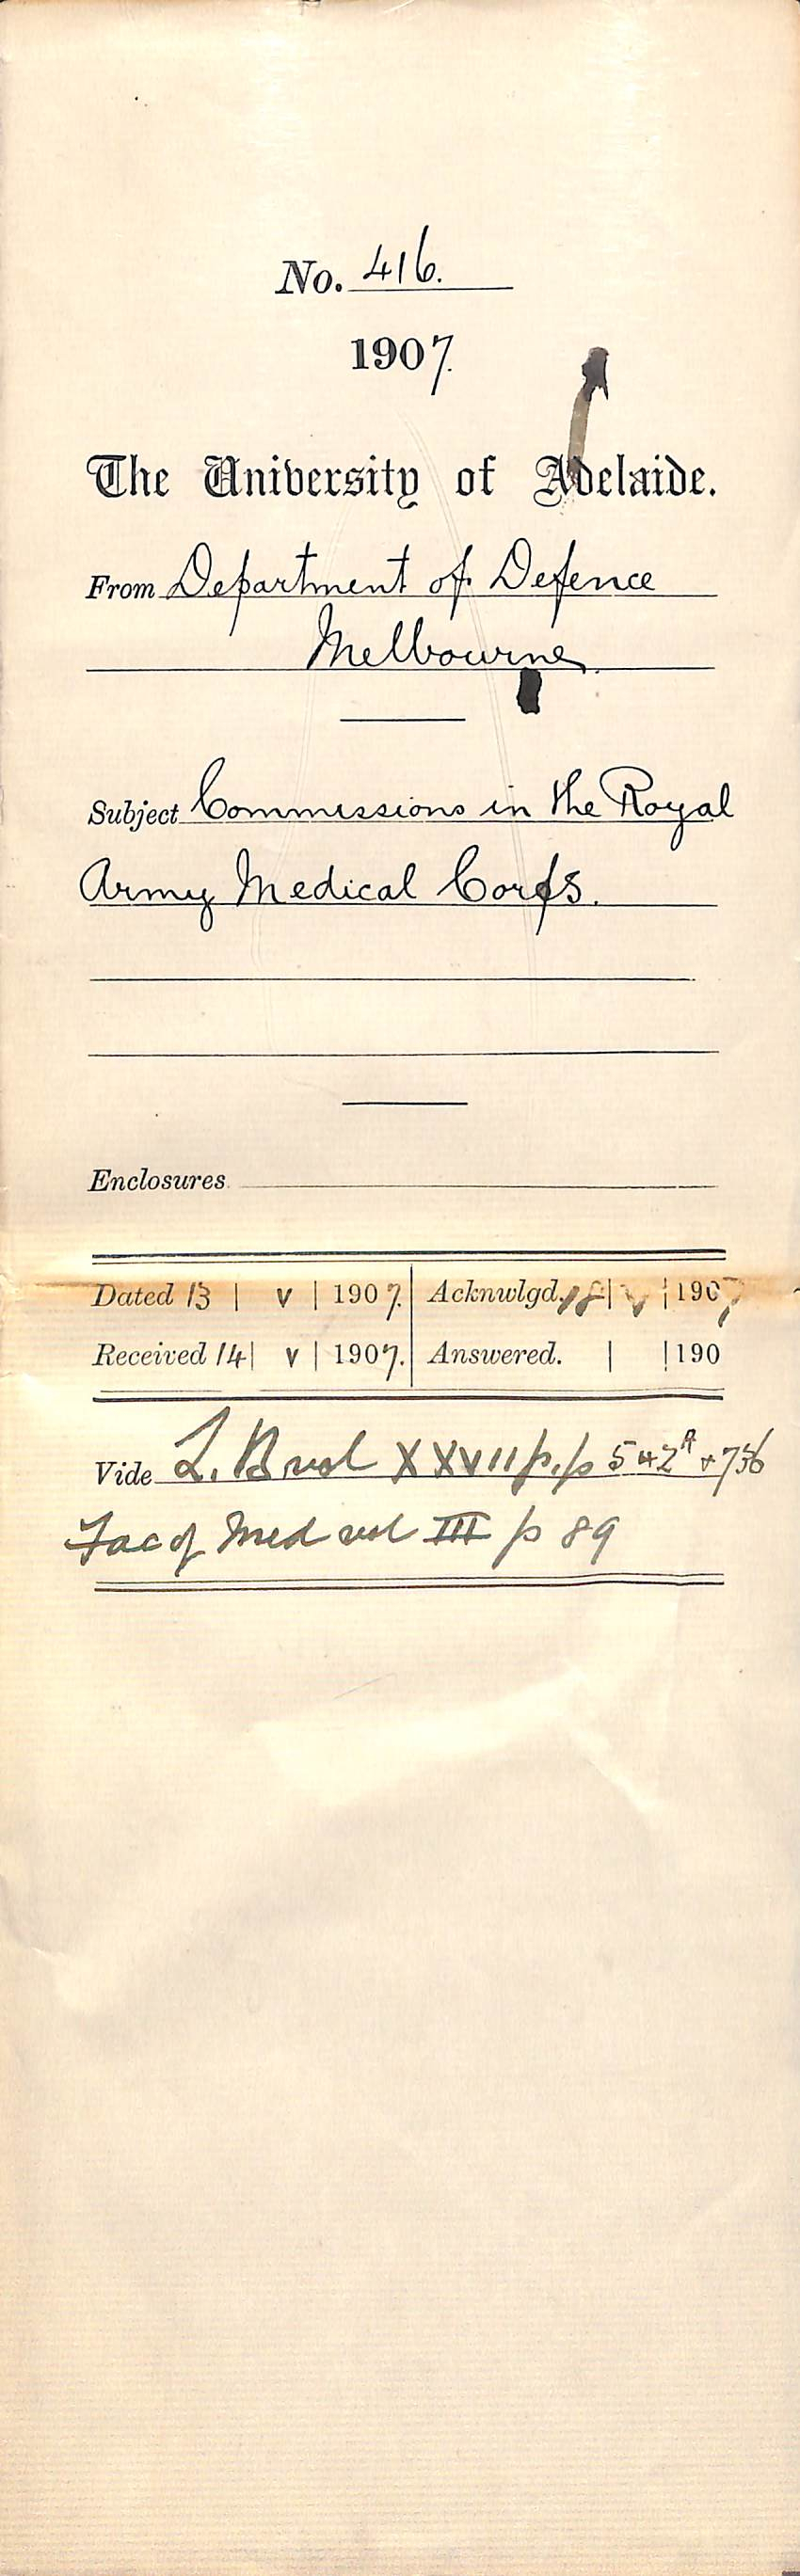 No. 416.
1907.
The University of Adelaide.
From Department of Defence
Melbourne.
Subject Commissions in the Royal
Army Medical Corps.
Enclosures
Dated 13 | V | 1907. Acknwlgd. 18 | V | 1907
Received 14 | V | 1907. Answered. | | 190
Vide L. B vol XXVII p.p 542A + 756
Fac of Med vol III p 89